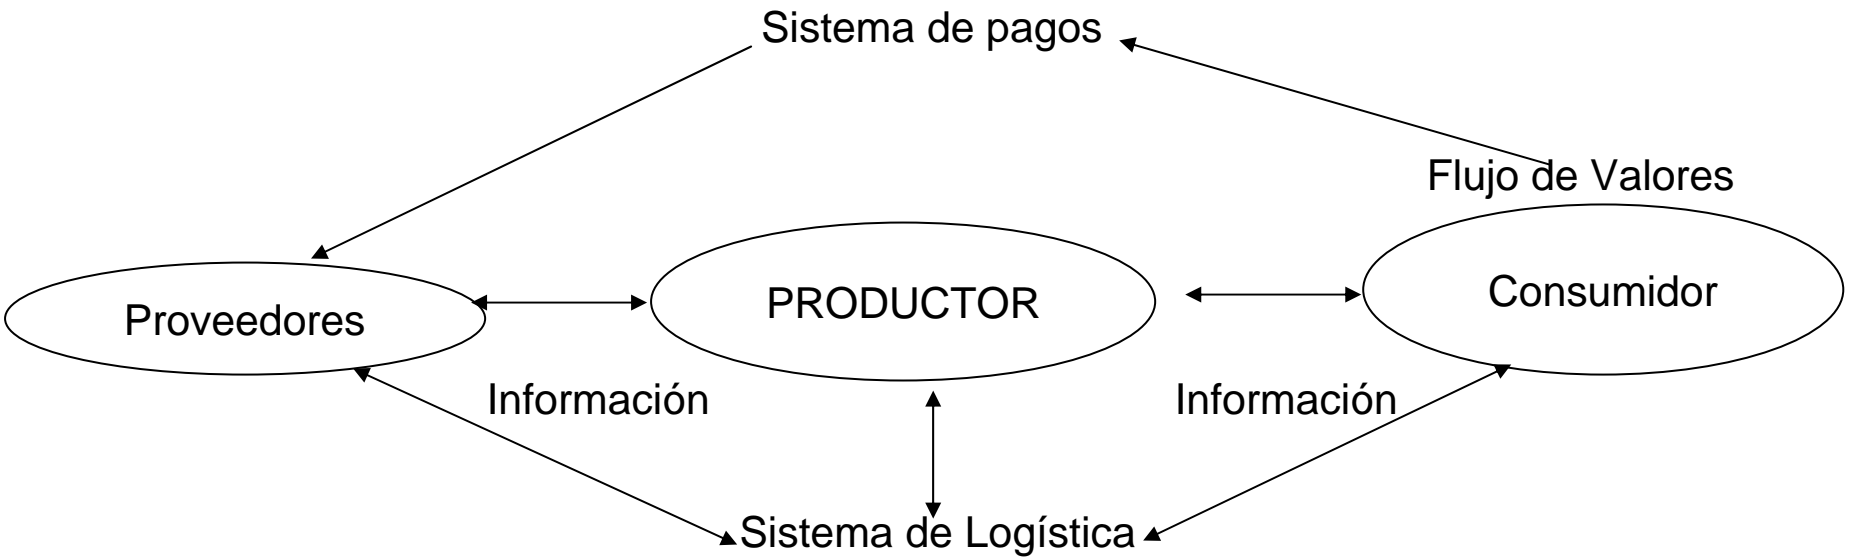 Sistema de pagos
Flujo de Valores
Proveedores
PRODUCTOR
Consumidor
Información
Información
Sistema de Logística